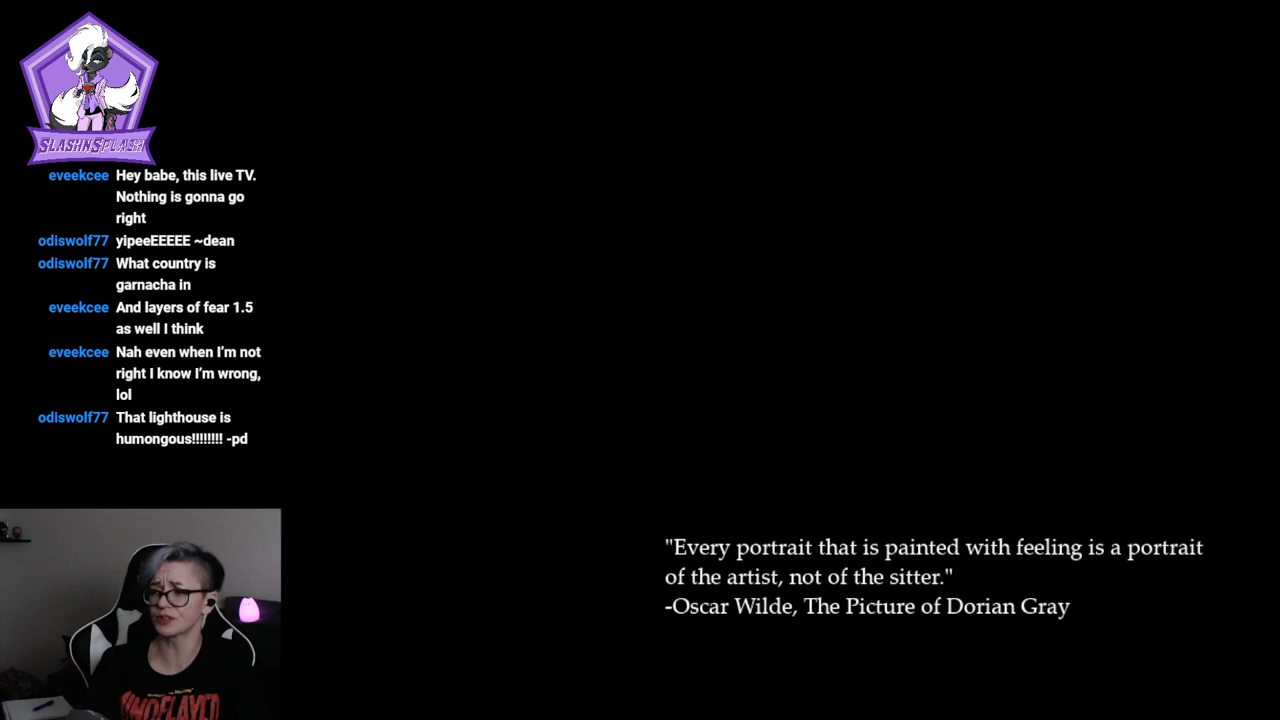 SLASHNSPLASH
eveekcee Hey babe, this live TV.
Nothing is gonna go
right
odiswolf77 yipeeEEEEE ~dean
odiswolf77 What country is
garnacha in
eveekcee And layers of fear 1.5
as well I think
eveekcee Nah even when I’m not
right I know I’m wrong,
lol
odiswolf77 That lighthouse is
humongous!!!!!!!! -pd
"Every portrait that is painted with feeling is a portrait
of the artist, not of the sitter."
-Oscar Wilde, The Picture of Dorian Gray